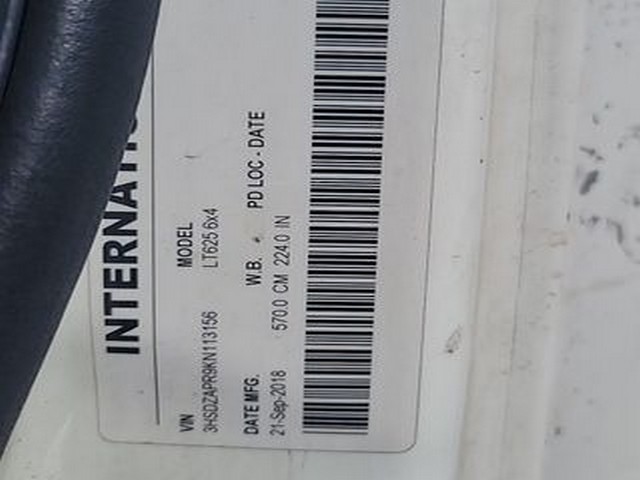 INTERNATIO
VIN MODEL
3HSDZAPR9KN113156 LT625 6x4
DATE MFG. W.B. PD LOC - DATE
21-Sep-2018 570.0 CM 224.0 IN